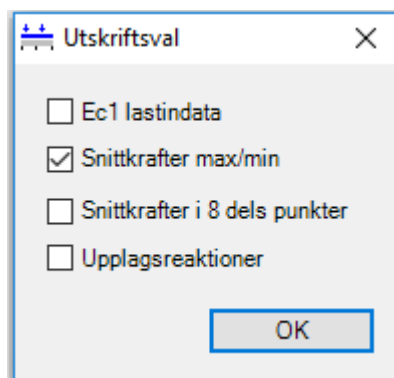 Utskriftsval
Ec1 lastindata
Snittkrafter max/min
Snittkrafter i 8 dels punkter
Upplagsreaktioner
OK